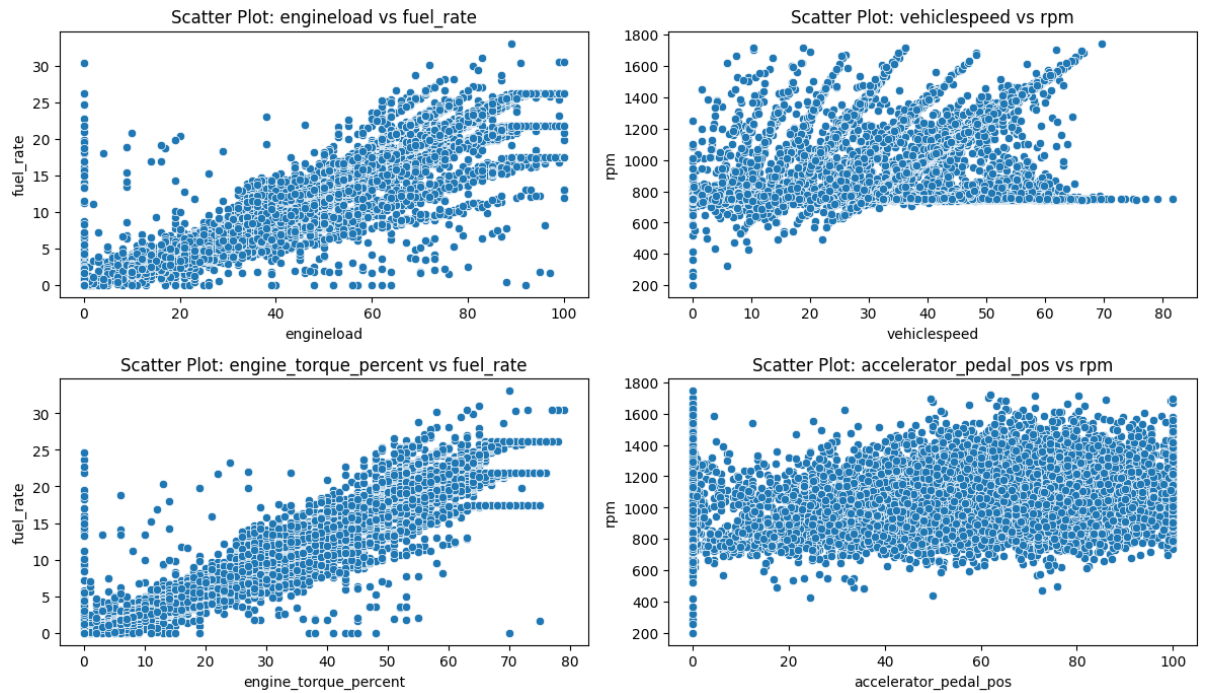 Scatter Plot: engineload vs fuel_rate
30
25
20
15
10
5
0
fuel_rate
0 20 40 60 80 100
engineload
Scatter Plot: vehiclespeed vs rpm
1800
1600
1400
1200
1000
800
600
400
200
rpm
0 10 20 30 40 50 60 70 80
vehiclespeed
Scatter Plot: engine_torque_percent vs fuel_rate
30
25
20
15
10
5
0
fuel_rate
0 10 20 30 40 50 60 70 80
engine_torque_percent
Scatter Plot: accelerator_pedal_pos vs rpm
1800
1600
1400
1200
1000
800
600
400
200
rpm
0 20 40 60 80 100
accelerator_pedal_pos